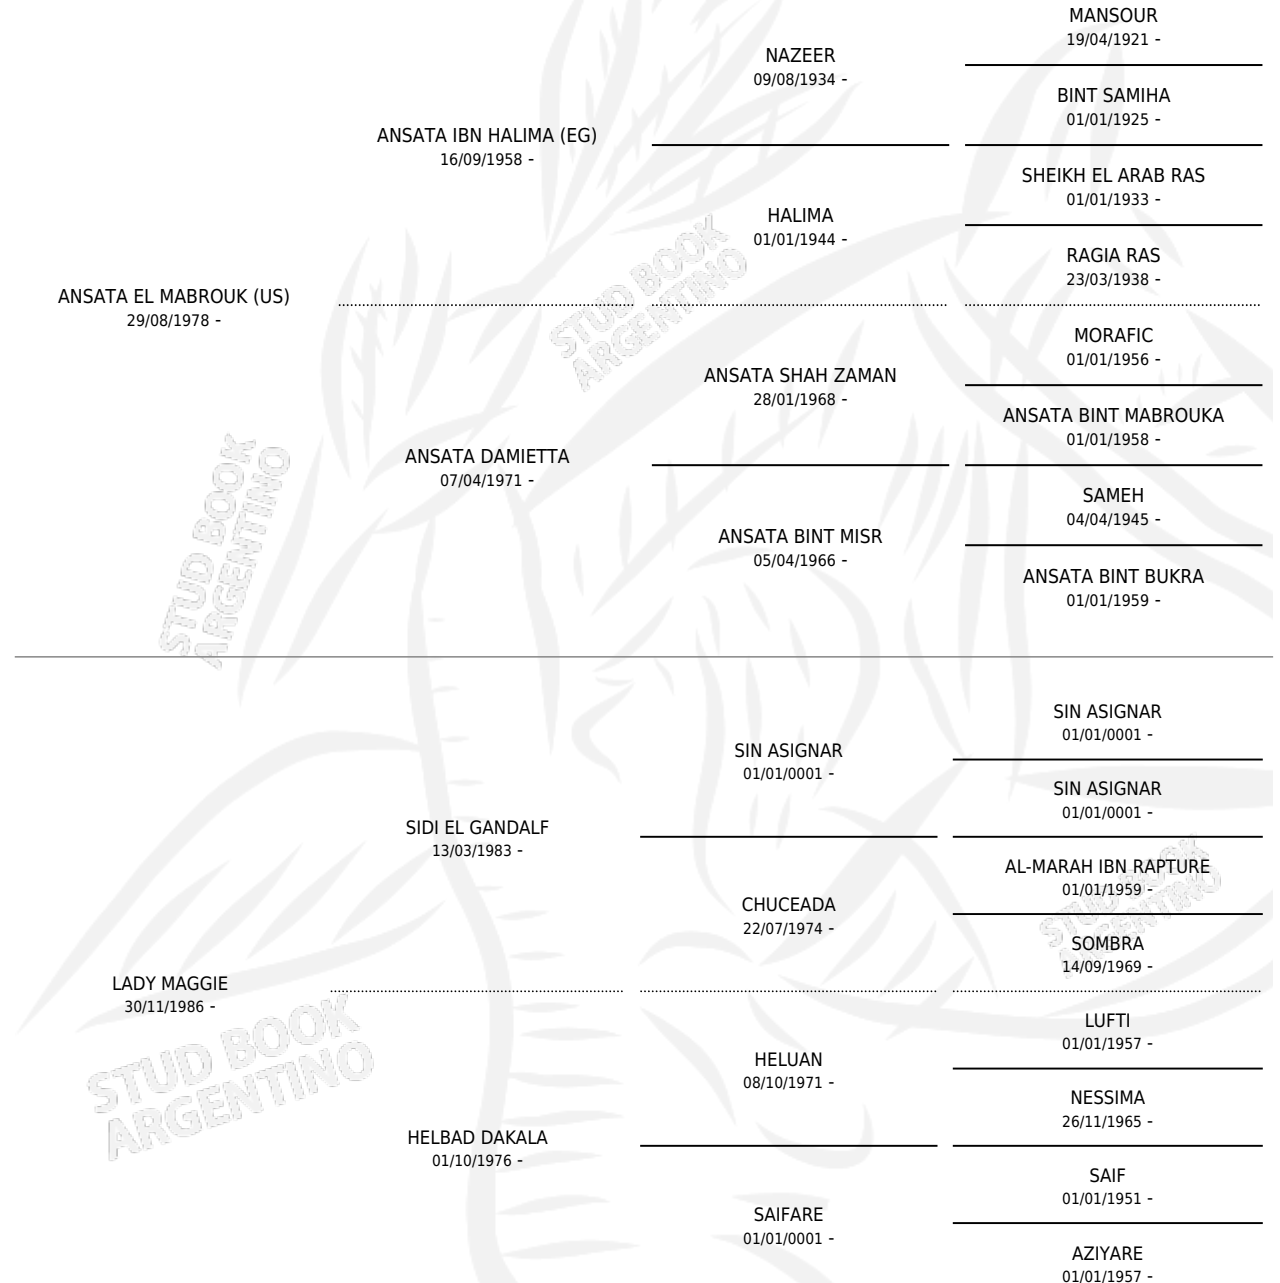 MANSOUR
19/04/1921 -
NAZEER
09/08/1934 -
BINT SAMIHA
01/01/1925 -
ANSATA IBN HALIMA (EG)
16/09/1958 -
SHEIKH EL ARAB RAS
01/01/1933 -
HALIMA
01/01/1944 -
RAGIA RAS
23/03/1938 -
ANSATA EL MABROUK (US)
29/08/1978 -
MORAFIC
01/01/1956 -
ANSATA SHAH ZAMAN
28/01/1968 -
ANSATA BINT MABROUKA
01/01/1958 -
ANSATA DAMIETTA
07/04/1971 -
SAMEH
04/04/1945 -
ANSATA BINT MISR
05/04/1966 -
ANSATA BINT BUKRA
01/01/1959 -
SIN ASIGNAR
01/01/0001 -
SIN ASIGNAR
01/01/0001 -
SIN ASIGNAR
01/01/0001 -
SIDI EL GANDALF
13/03/1983 -
AL-MARAH IBN RAPTURE
01/01/1959 -
CHUCEADA
22/07/1974 -
SOMBRA
14/09/1969 -
LADY MAGGIE
30/11/1986 -
LUFTI
01/01/1957 -
HELUAN
08/10/1971 -
NESSIMA
26/11/1965 -
HELBAD DAKALA
01/10/1976 -
SAIF
01/01/1951 -
SAIFARE
01/01/0001 -
AZIYARE
01/01/1957 -
STUD BOOK
ARGENTINO
STUD BOOK
ARGENTINO
STUD BOOK
ARGENTINO
STUD BOOK
ARGENTINO